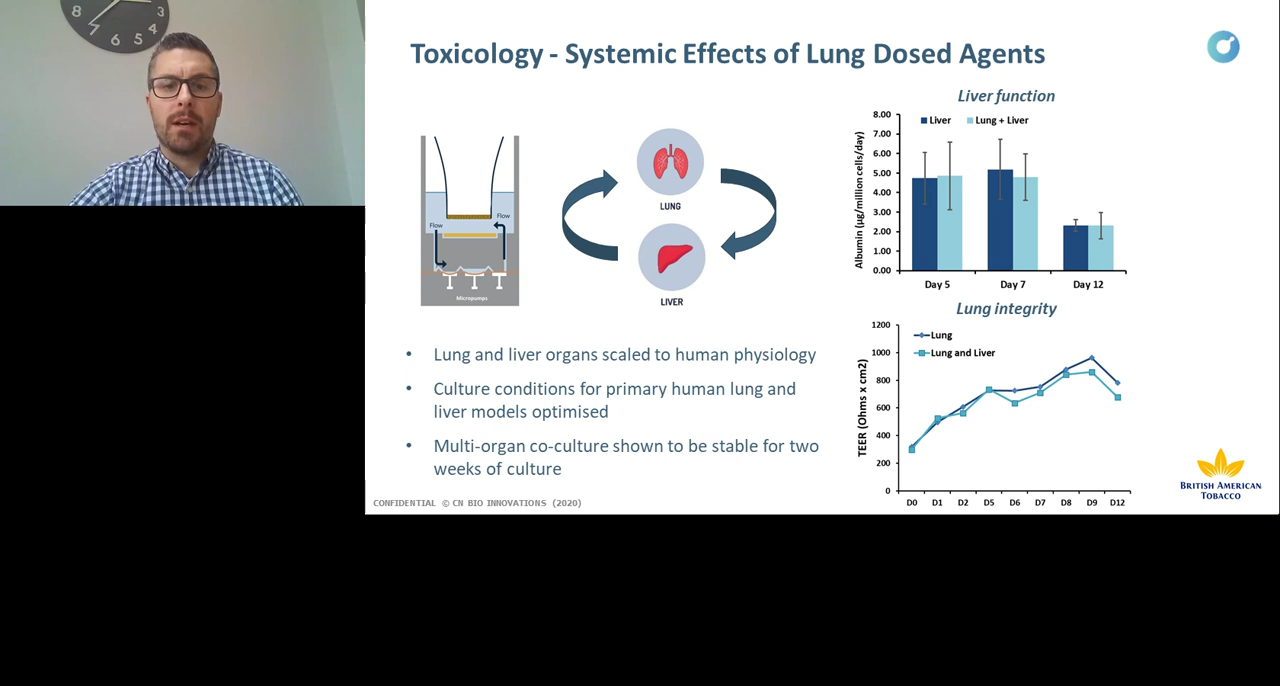 8
3
7
4
6
5
Toxicology - Systemic Effects of Lung Dosed Agents
Flow
Flow
Micropumps
LUNG
LIVER
Liver function
Albumin (µg/million cells/day)
8.00
7.00
6.00
5.00
4.00
3.00
2.00
1.00
0.00
Liver
Lung + Liver
Day 5
Day 7
Day 12
Lung integrity
TEER (Ohms x cm2)
1200
1000
800
600
400
200
0
Lung
Lung and Liver
D0
D1
D2
D5
D6
D7
D8
D9
D12
• Lung and liver organs scaled to human physiology
• Culture conditions for primary human lung and
liver models optimised
• Multi-organ co-culture shown to be stable for two
weeks of culture
CONFIDENTIAL © CN BIO INNOVATIONS (2020)
BRITISH AMERICAN
TOBACCO